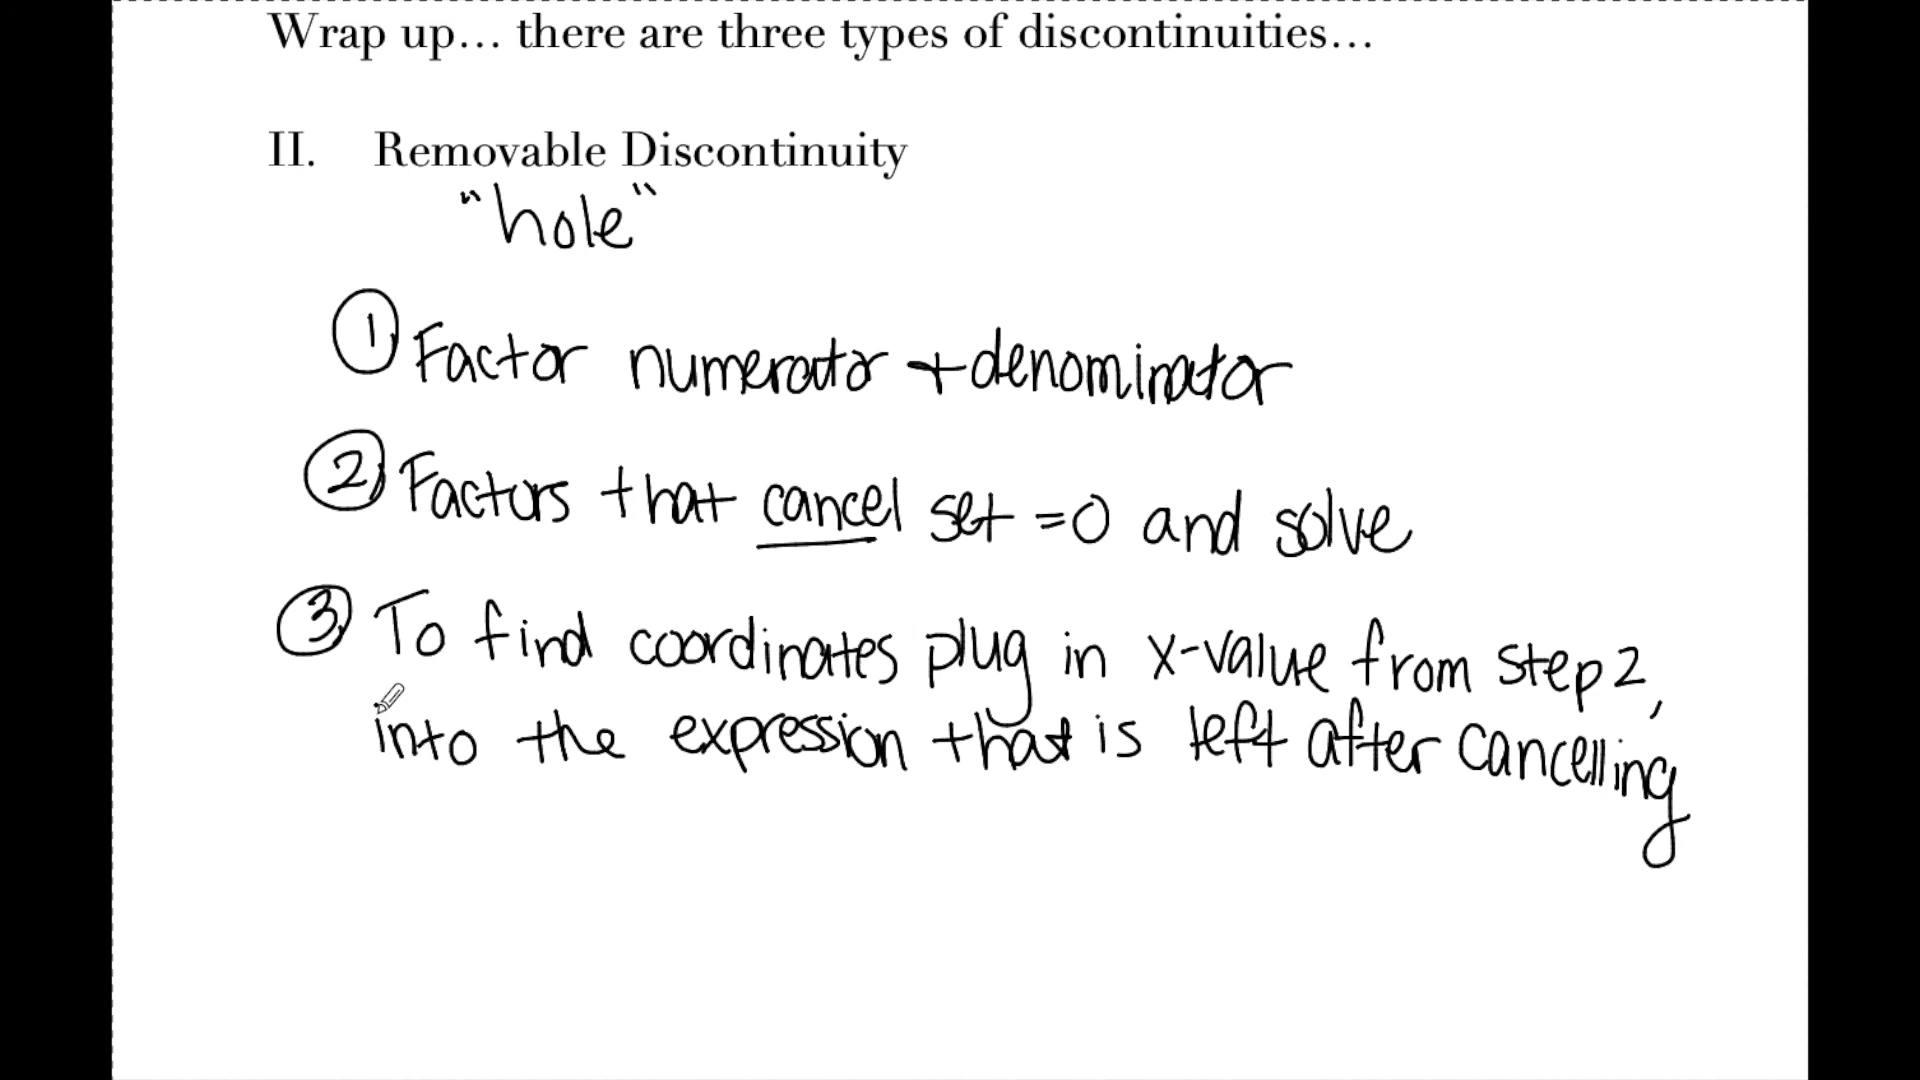 Wrap up... there are three types of discontinuities...
II. Removable Discontinuity
"hole"
① Factor numerator + denominator
② Factors that cancel set =0 and solve
③ To find coordinates plug in x-value from step 2,
into the expression that is left after cancelling